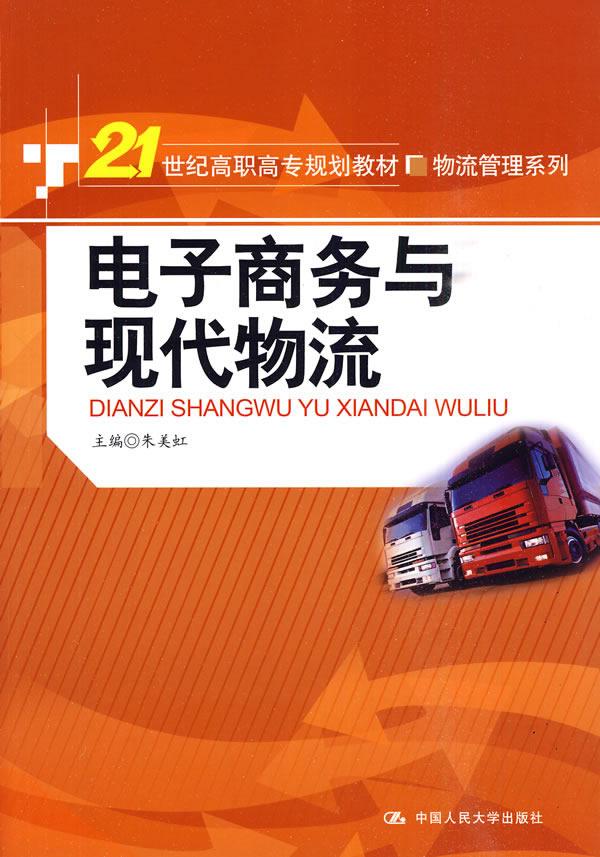 21世纪高职高专规划教材 物流管理系列
电子商务与
现代物流
DIANZI SHANGWU YU XIANDAI WULIU
主编◎朱美虹
中国人民大学出版社